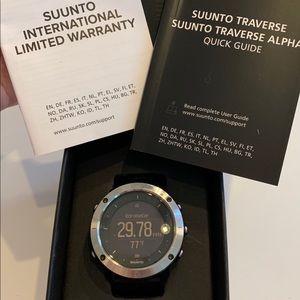 SUUNTO
INTERNATIONAL
LIMITED WARRANTY
EN, DE, FR, ES, IT, NL, PT, EL, SV, FI, ET,
NO, DA, RU, SK, SL, PL, CS, HU, BG, TR,
ZH, ZHTW, KO, ID, TL, TH
www.suunto.com/support
SUUNTO TRAVERSE
SUUNTO TRAVERSE ALPHA
QUICK GUIDE
Read complete User Guide
www.suunto.com/support
EN, DE, FR, ES, IT, NL, PT, EL, SV, FI, ET,
NO, DA, RU, SK, SL, PL, CS, HU, BG, TR,
ZH, ZHTW, KO, ID, TL, TH
Barometer
29.78
77°F
SUUNTO